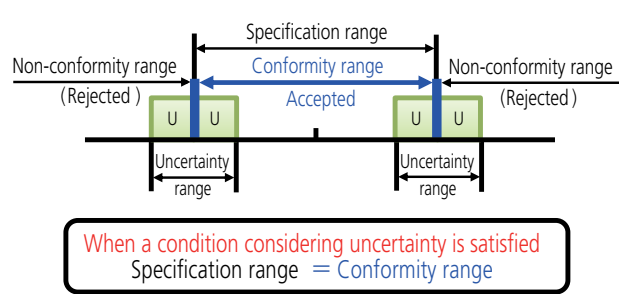 Specification range
Non-conformity range
Conformity range
Non-conformity range
(Rejected)
Accepted
(Rejected)
U U
U U
Uncertainty
range
Uncertainty
range
When a condition considering uncertainty is satisfied
Specification range = Conformity range